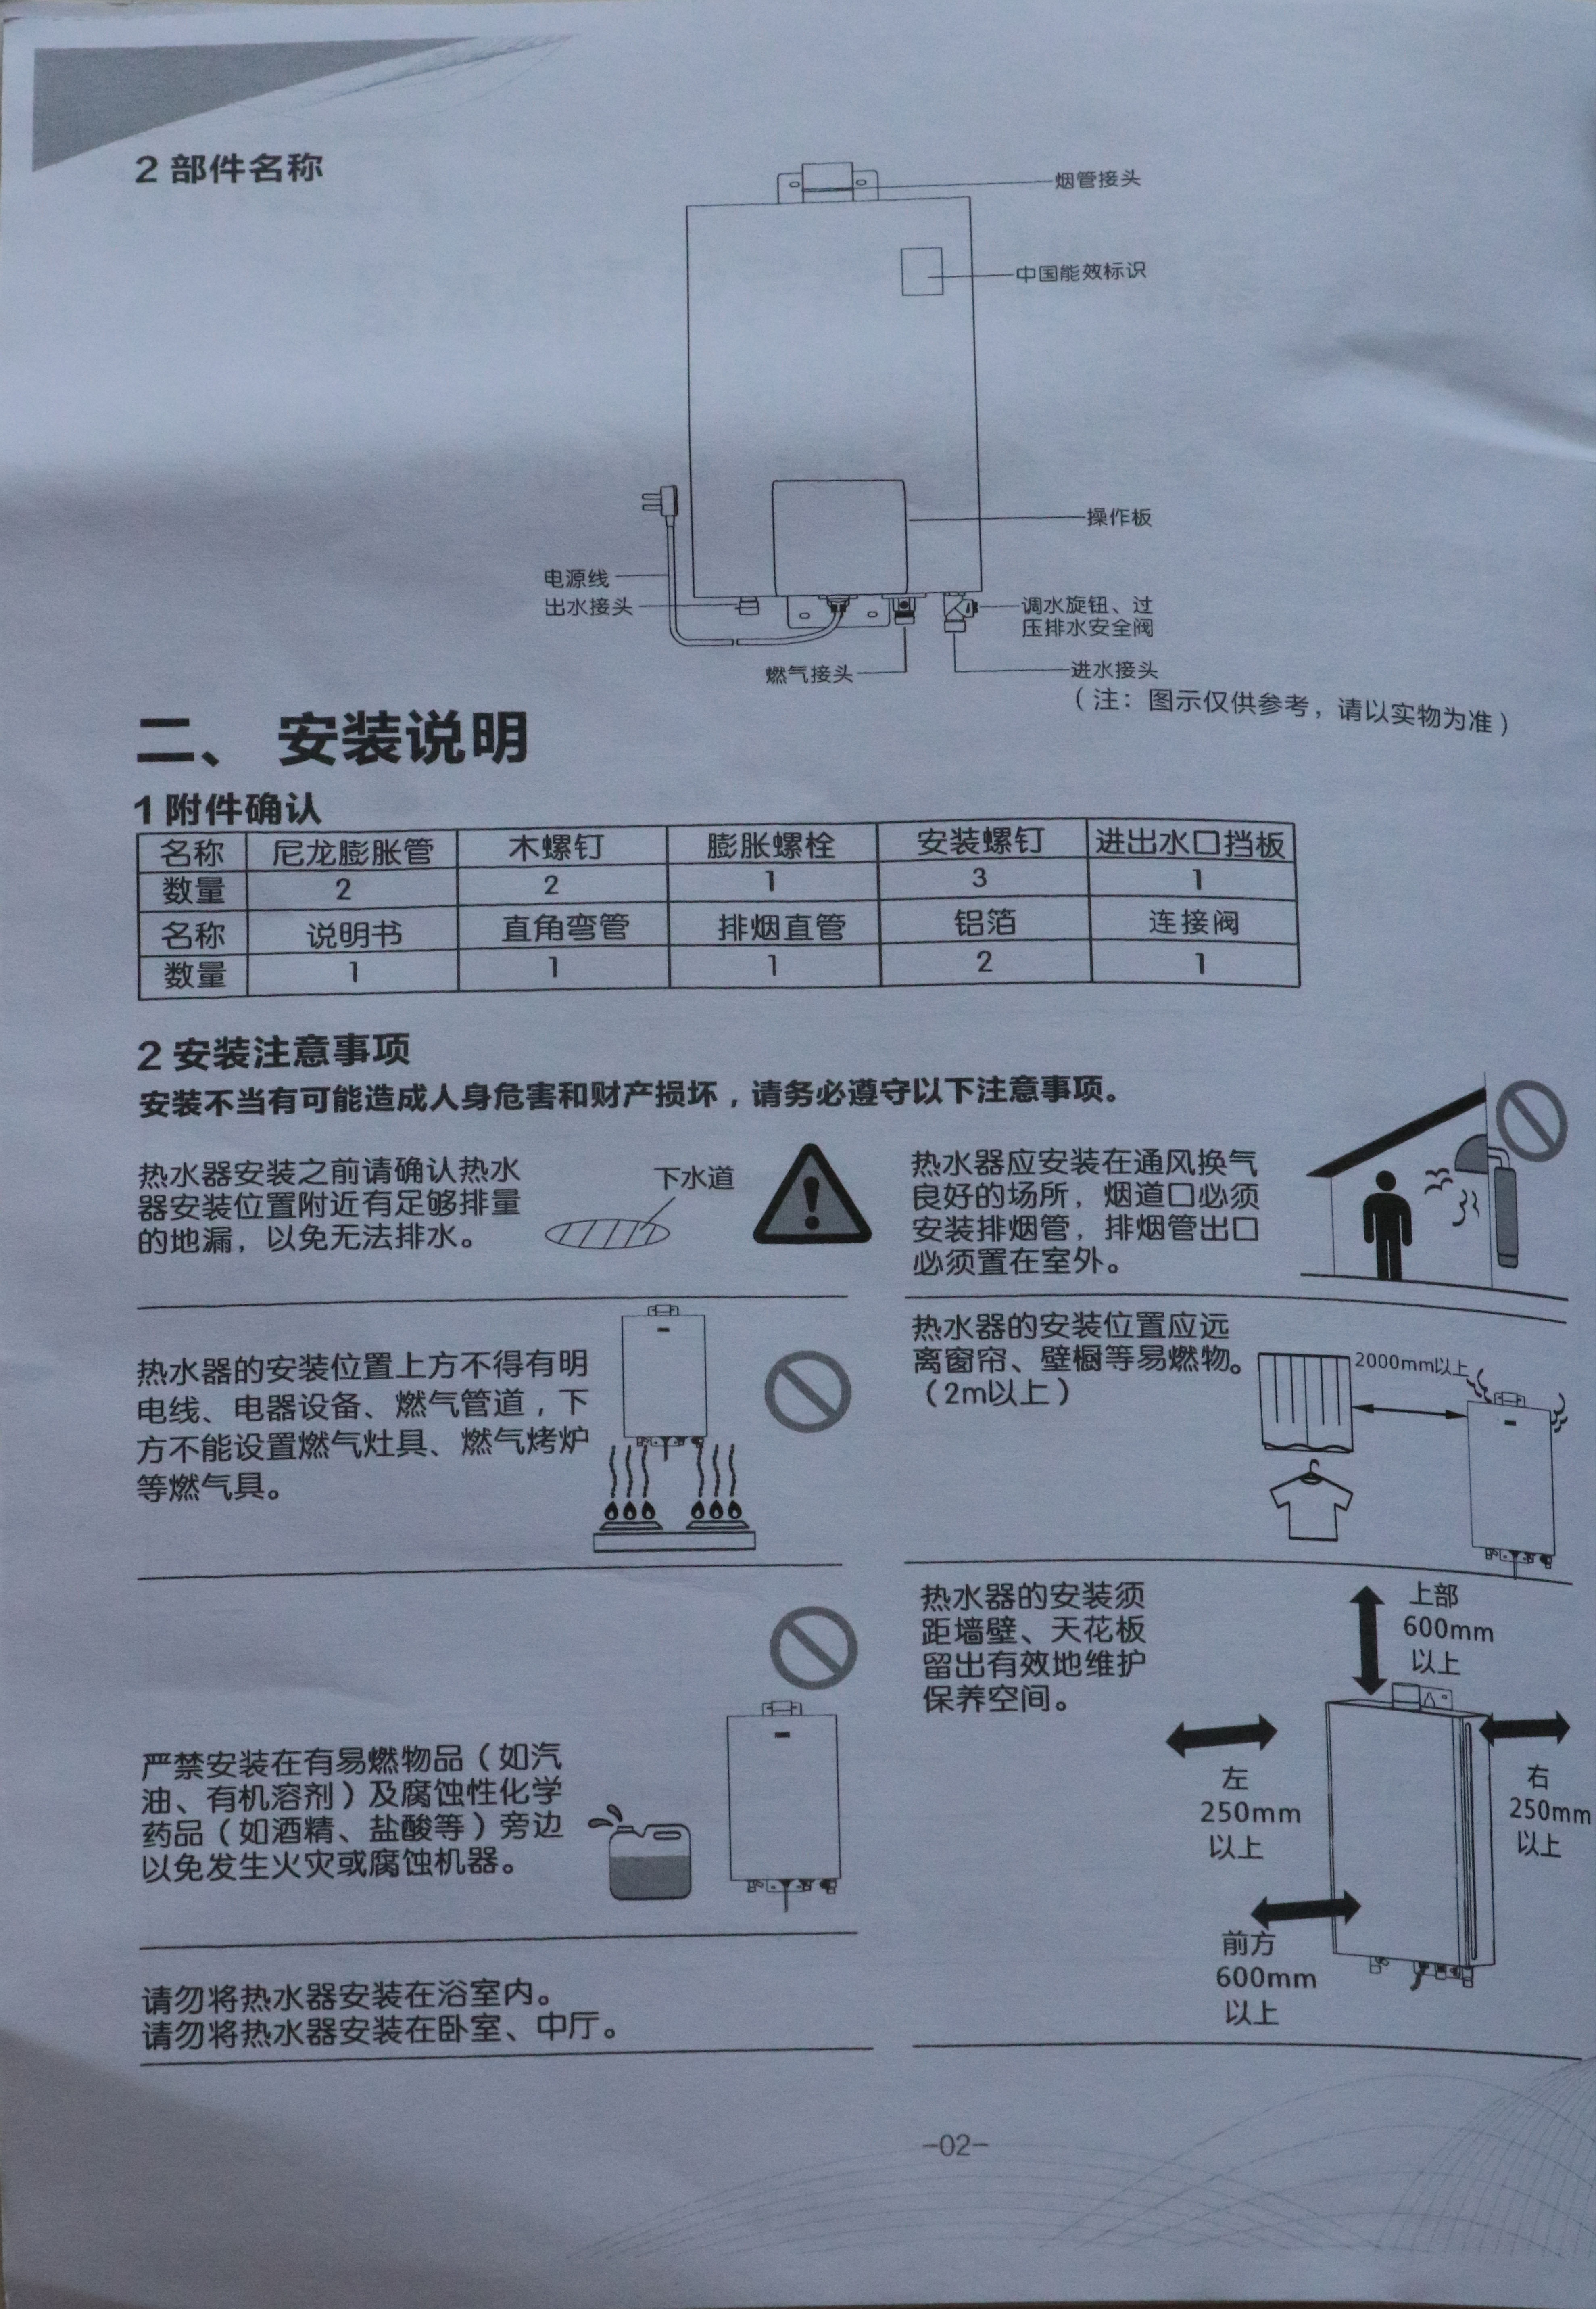 2 部件名称
烟管接头
中国能效标识
操作板
电源线
出水接头
调水旋钮、过
压排水安全阀
燃气接头
进水接头
（注：图示仅供参考，请以实物为准）
二、 安装说明
1 附件确认
名称 尼龙膨胀管 木螺钉 膨胀螺栓 安装螺钉 进出水口挡板
数量 2 2 1 3 1
名称 说明书 直角弯管 排烟直管 铝箔 连接阀
数量 1 1 1 2 1
2 安装注意事项
安装不当有可能造成人身危害和财产损坏，请务必遵守以下注意事项。
热水器安装之前请确认热水
器安装位置附近有足够排量
的地漏，以免无法排水。
下水道
热水器应安装在通风换气
良好的场所，烟道口必须
安装排烟管，排烟管出口
必须置在室外。
热水器的安装位置上方不得有明
电线、电器设备、燃气管道，下
方不能设置燃气灶具、燃气烤炉
等燃气具。
热水器的安装位置应远
离窗帘、壁橱等易燃物。
（2m以上）
2000mm以上
严禁安装在有易燃物品（如汽
油、有机溶剂）及腐蚀性化学
药品（如酒精、盐酸等）旁边
以免发生火灾或腐蚀机器。
热水器的安装须
距墙壁、天花板
留出有效地维护
保养空间。
上部
600mm
以上
左
250mm
以上
右
250mm
以上
前方
600mm
以上
请勿将热水器安装在浴室内。
请勿将热水器安装在卧室、中厅。
-02-